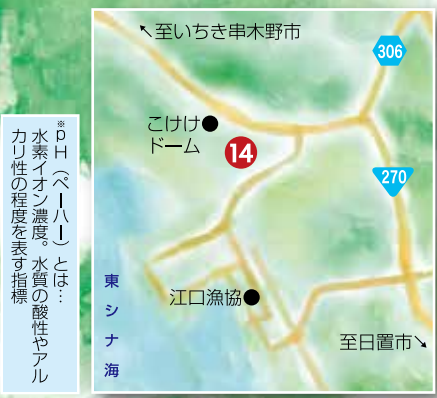 ↖至いちき串木野市
306
こけけ●
ドーム
14
270
東シナ海
江口漁協●
至日置市↘
※pH（ペーハー）とは…
水素イオン濃度。水質の酸性やアル
カリ性の程度を表す指標